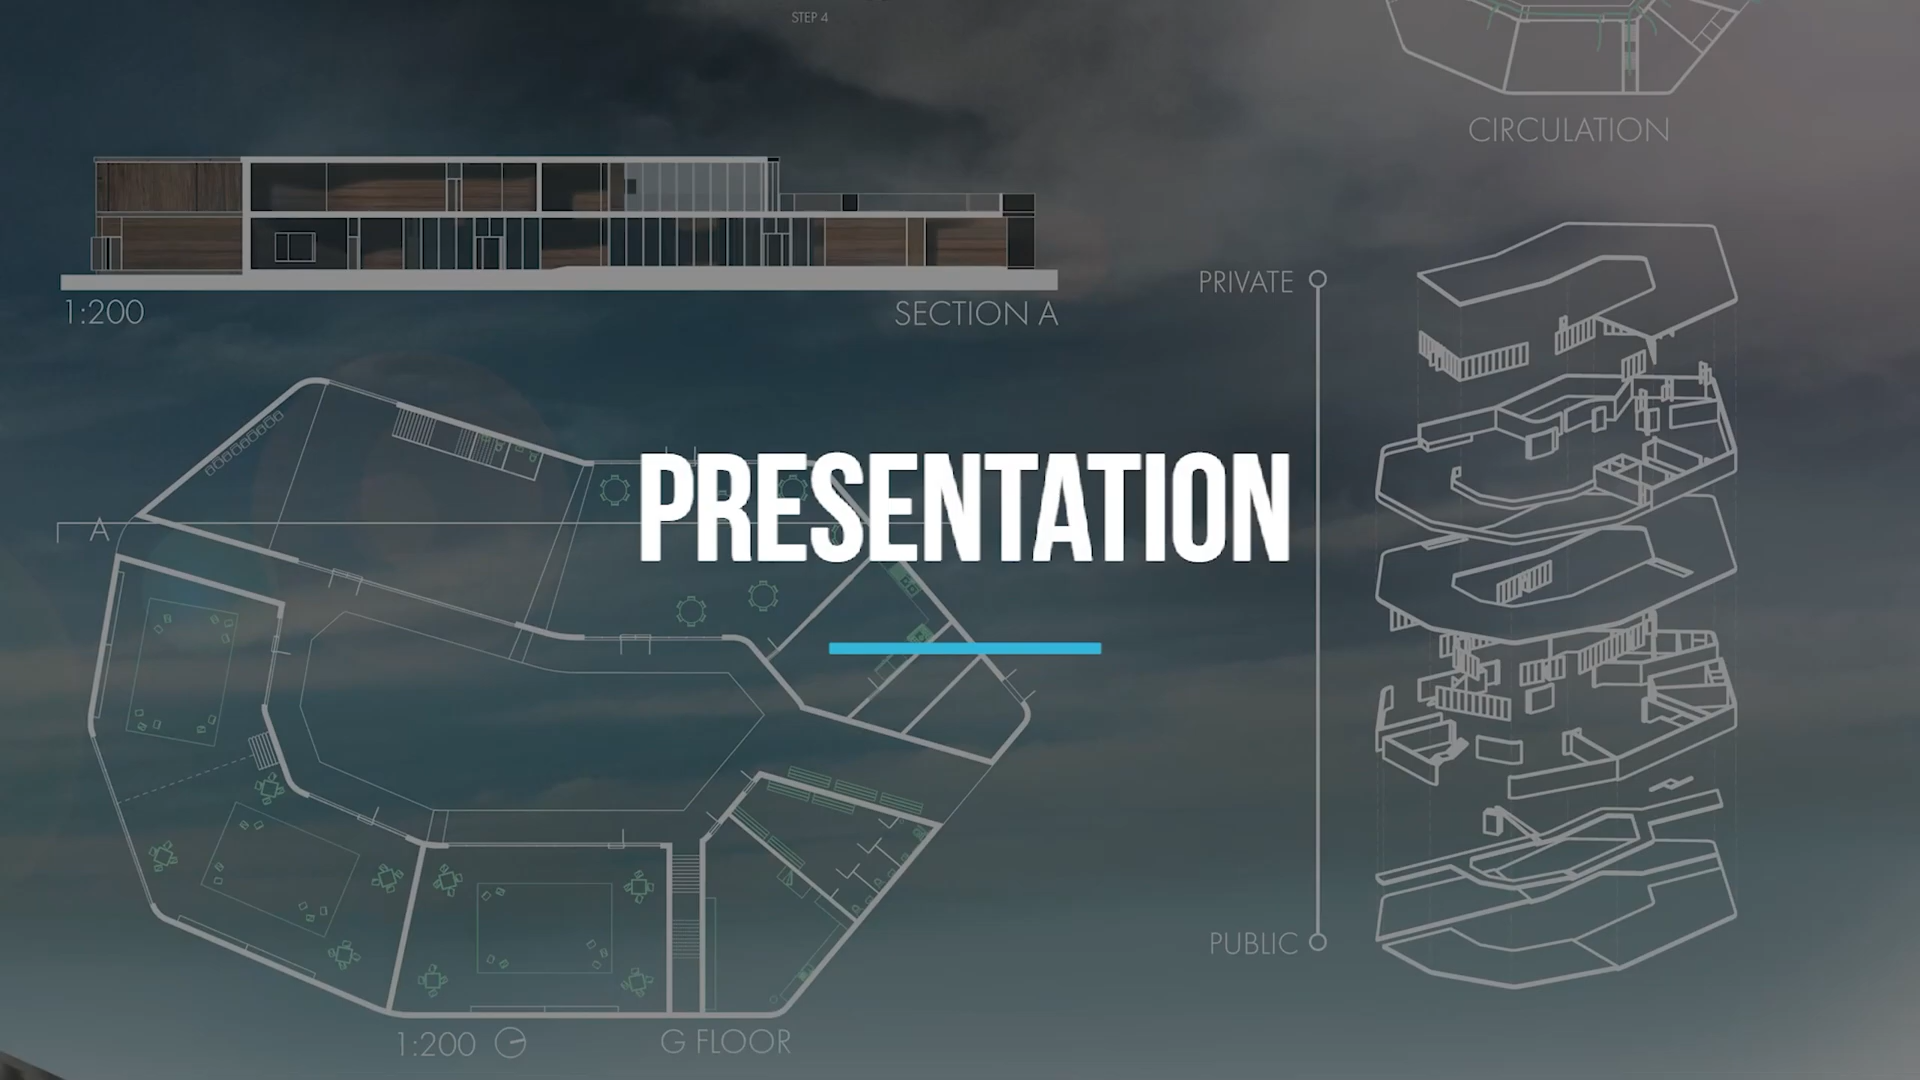 STEP 4
CIRCULATION
PRIVATE
1:200
SECTION A
PRESENTATION
A
PUBLIC
1:200
G FLOOR